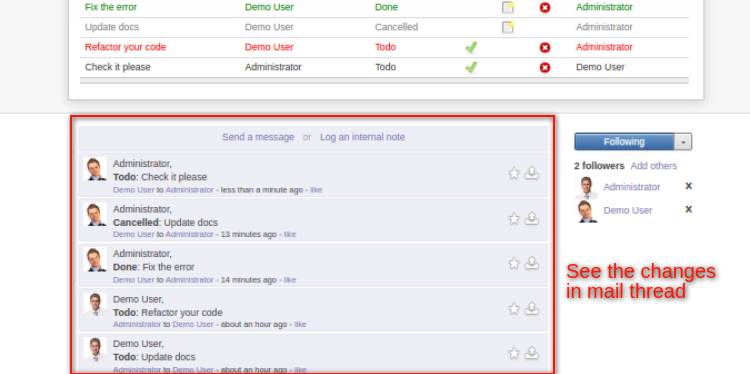 Fix the error Demo User Done Administrator
Update docs Demo User Cancelled Administrator
Refactor your code Demo User Todo Administrator
Check it please Administrator Todo Demo User
Send a message or Log an internal note
Administrator,
Todo: Check it please
Demo User to Administrator - less than a minute ago - like
Administrator,
Cancelled: Update docs
Demo User to Administrator - 13 minutes ago - like
Administrator,
Done: Fix the error
Demo User to Administrator - 14 minutes ago - like
Demo User,
Todo: Refactor your code
Administrator to Demo User - about an hour ago - like
Demo User,
Todo: Update docs
Administrator to Demo User - about an hour ago - like
Following
2 followers Add others
Administrator x
Demo User x
See the changes
in mail thread